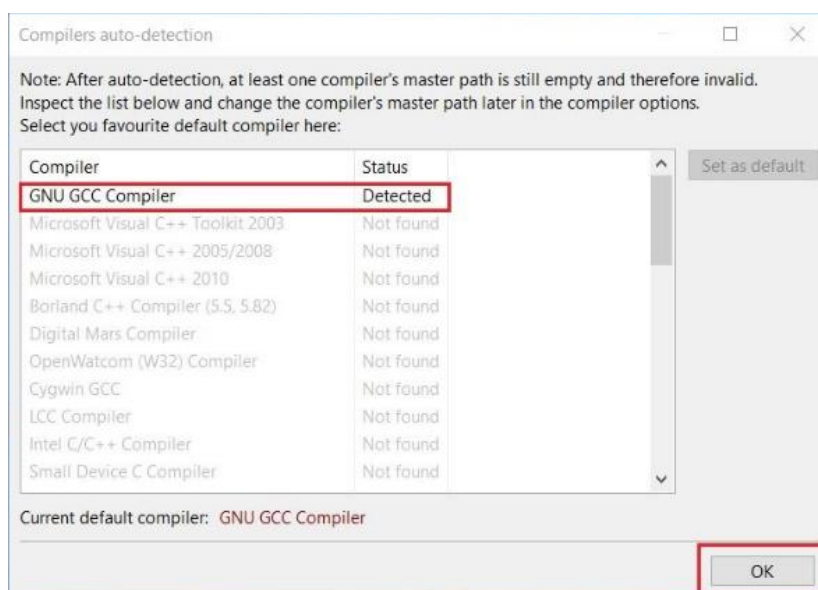 Compilers auto-detection
Note: After auto-detection, at least one compiler's master path is still empty and therefore invalid.
Inspect the list below and change the compiler's master path later in the compiler options.
Select you favourite default compiler here:
Compiler Status
Set as default
GNU GCC Compiler Detected
Microsoft Visual C++ Toolkit 2003 Not found
Microsoft Visual C++ 2005/2008 Not found
Microsoft Visual C++ 2010 Not found
Borland C++ Compiler (5.5, 5.82) Not found
Digital Mars Compiler Not found
OpenWatcom (W32) Compiler Not found
Cygwin GCC Not found
LCC Compiler Not found
Intel C/C++ Compiler Not found
Small Device C Compiler Not found
Current default compiler: GNU GCC Compiler
OK